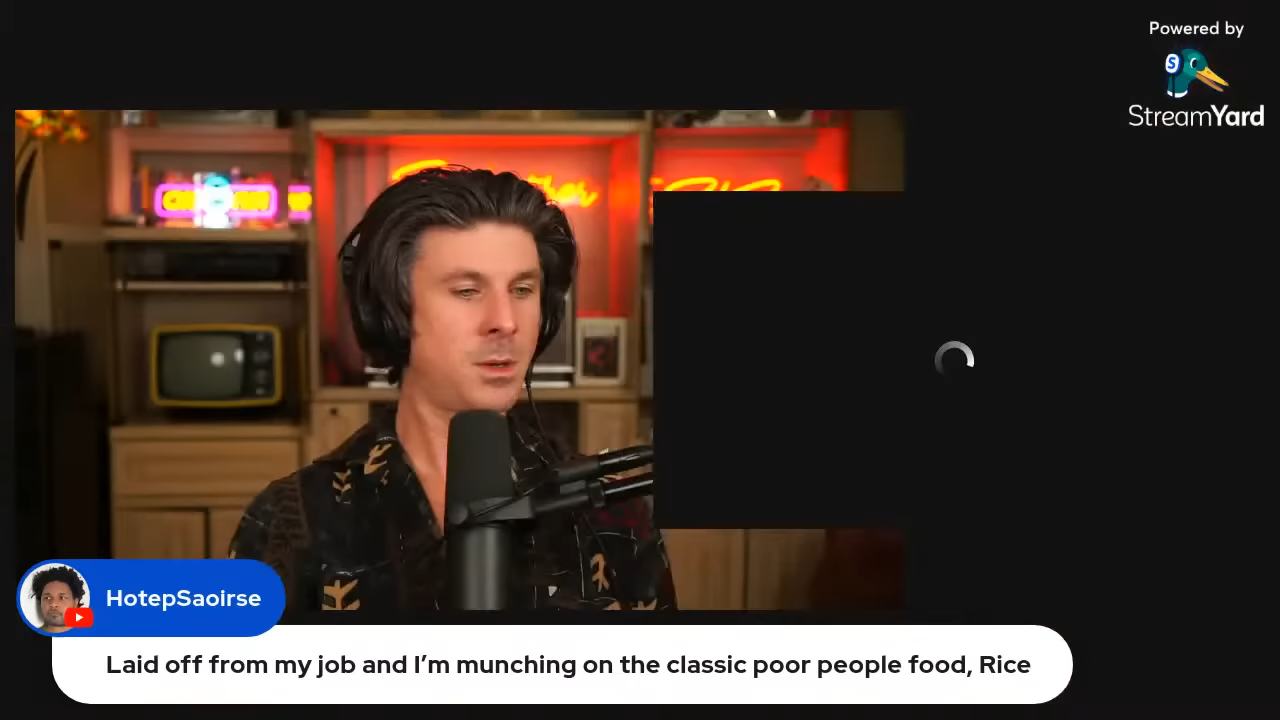 Powered by
StreamYard
HotepSaoirse
Laid off from my job and I’m munching on the classic poor people food, Rice